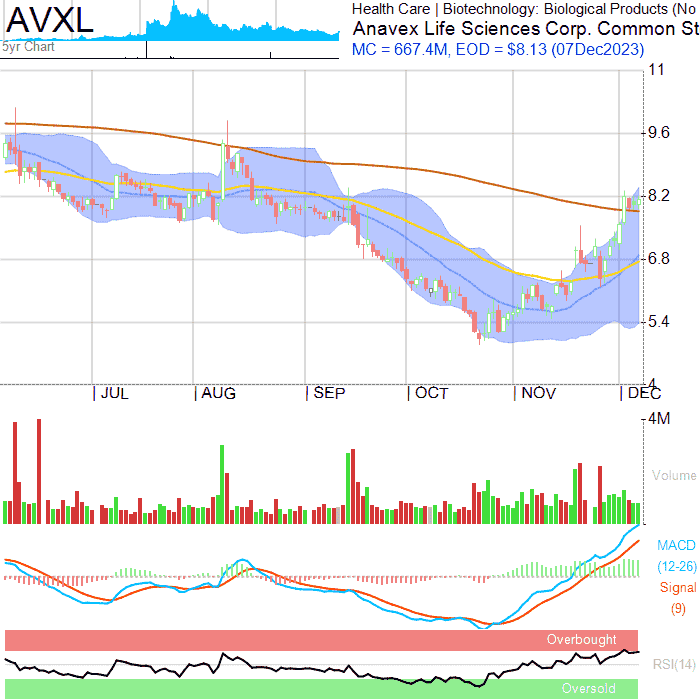 AVXL
5yr Chart
Health Care | Biotechnology: Biological Products (No
Anavex Life Sciences Corp. Common St
MC = 667.4M, EOD = $8.13 (07Dec2023)
11
9.6
8.2
6.8
5.4
4
JUL AUG SEP OCT NOV DEC
4M
Volume
MACD
(12-26)
Signal
(9)
Overbought
RSI(14)
Oversold